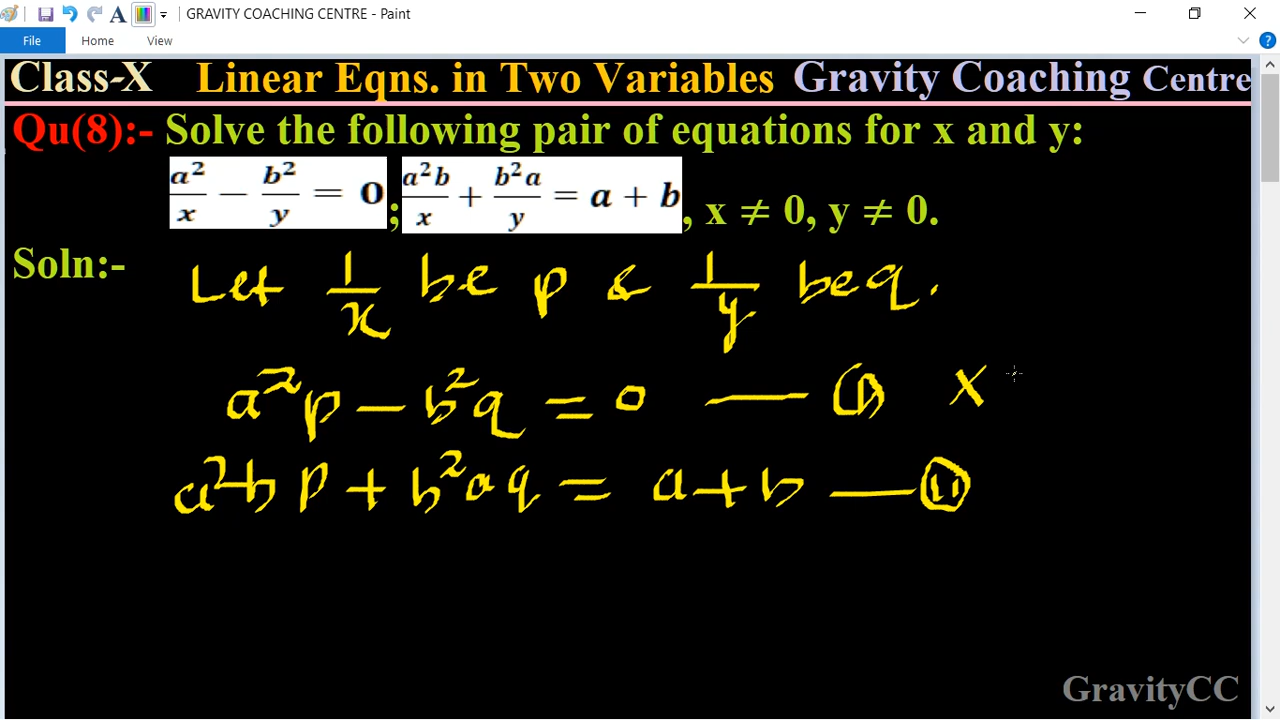 GRAVITY COACHING CENTRE - Paint
File Home View
Class-X Linear Eqns. in Two Variables Gravity Coaching Centre
Qu(8):- Solve the following pair of equations for x and y:
a²/x − b²/y = 0 ; a²b/x + b²a/y = a + b , x ≠ 0, y ≠ 0.
Soln:- Let 1/x be p & 1/y be q.
a²p − b²q = 0 — (i) ×
a²b p + b²a q = a + b — (ii)
GravityCC